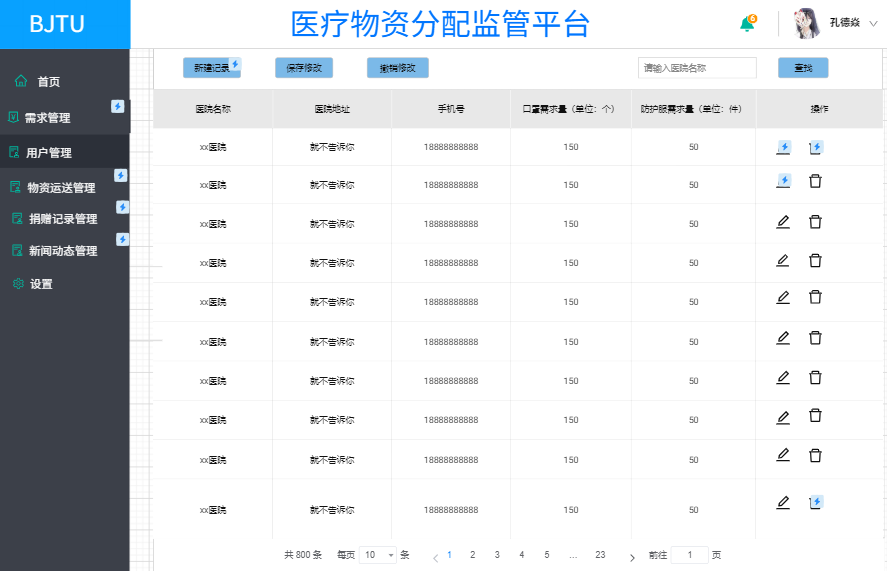 BJTU
医疗物资分配监管平台
6
孔德焱
首页
需求管理
用户管理
物资运送管理
捐赠记录管理
新闻动态管理
设置
新建记录 保存修改 撤销修改 请输入医院名称 查找
医院名称 医院地址 手机号 口罩需求量（单位：个） 防护服需求量（单位：件） 操作
xx医院 就不告诉你 18888888888 150 50
xx医院 就不告诉你 18888888888 150 50
xx医院 就不告诉你 18888888888 150 50
xx医院 就不告诉你 18888888888 150 50
xx医院 就不告诉你 18888888888 150 50
xx医院 就不告诉你 18888888888 150 50
xx医院 就不告诉你 18888888888 150 50
xx医院 就不告诉你 18888888888 150 50
xx医院 就不告诉你 18888888888 150 50
xx医院 就不告诉你 18888888888 150 50
共 800 条 每页 10 条 1 2 3 4 5 ... 23 前往 1 页